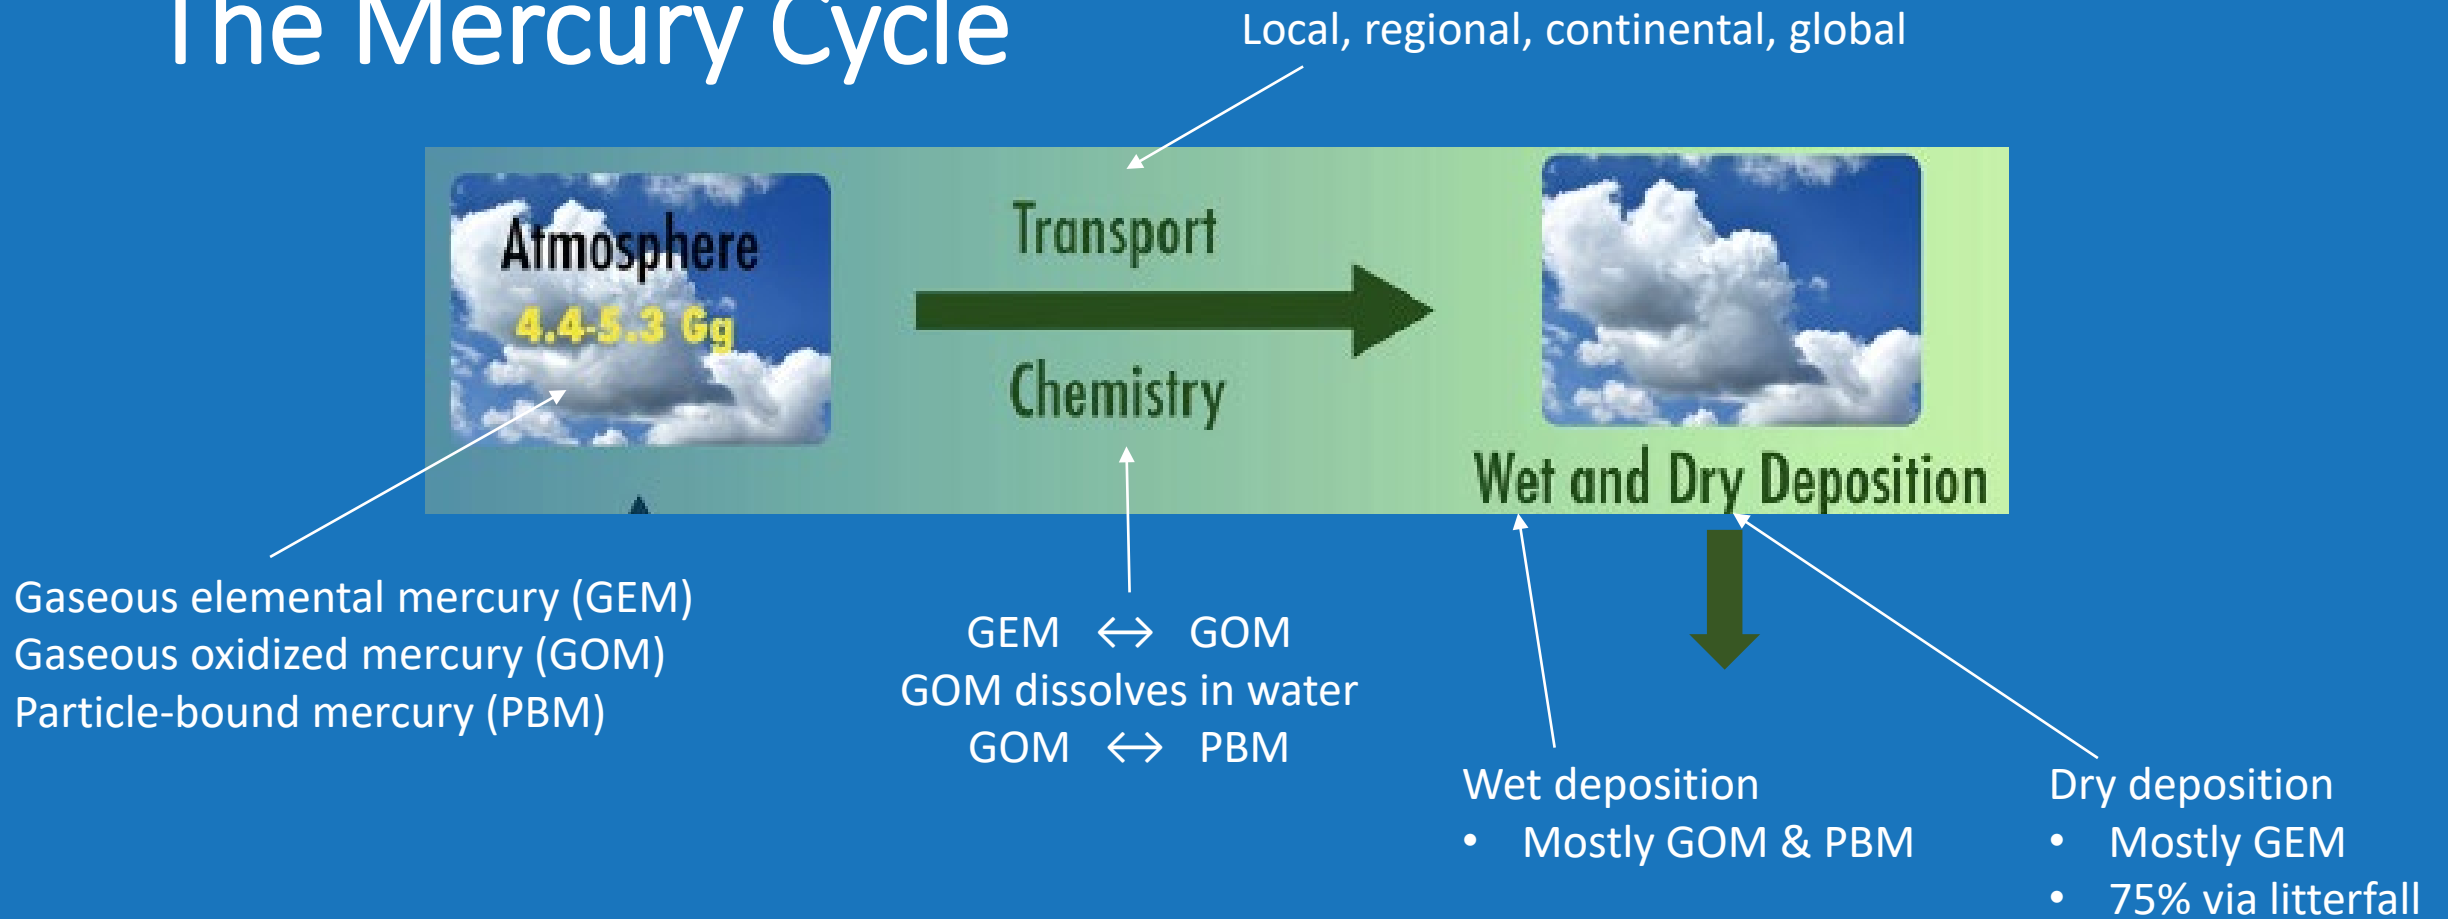 The Mercury Cycle
Local, regional, continental, global
Atmosphere
4.4-5.3 Gg
Transport
Chemistry
Wet and Dry Deposition
Gaseous elemental mercury (GEM)
Gaseous oxidized mercury (GOM)
Particle-bound mercury (PBM)
GEM ↔ GOM
GOM dissolves in water
GOM ↔ PBM
Wet deposition
• Mostly GOM & PBM
Dry deposition
• Mostly GEM
• 75% via litterfall